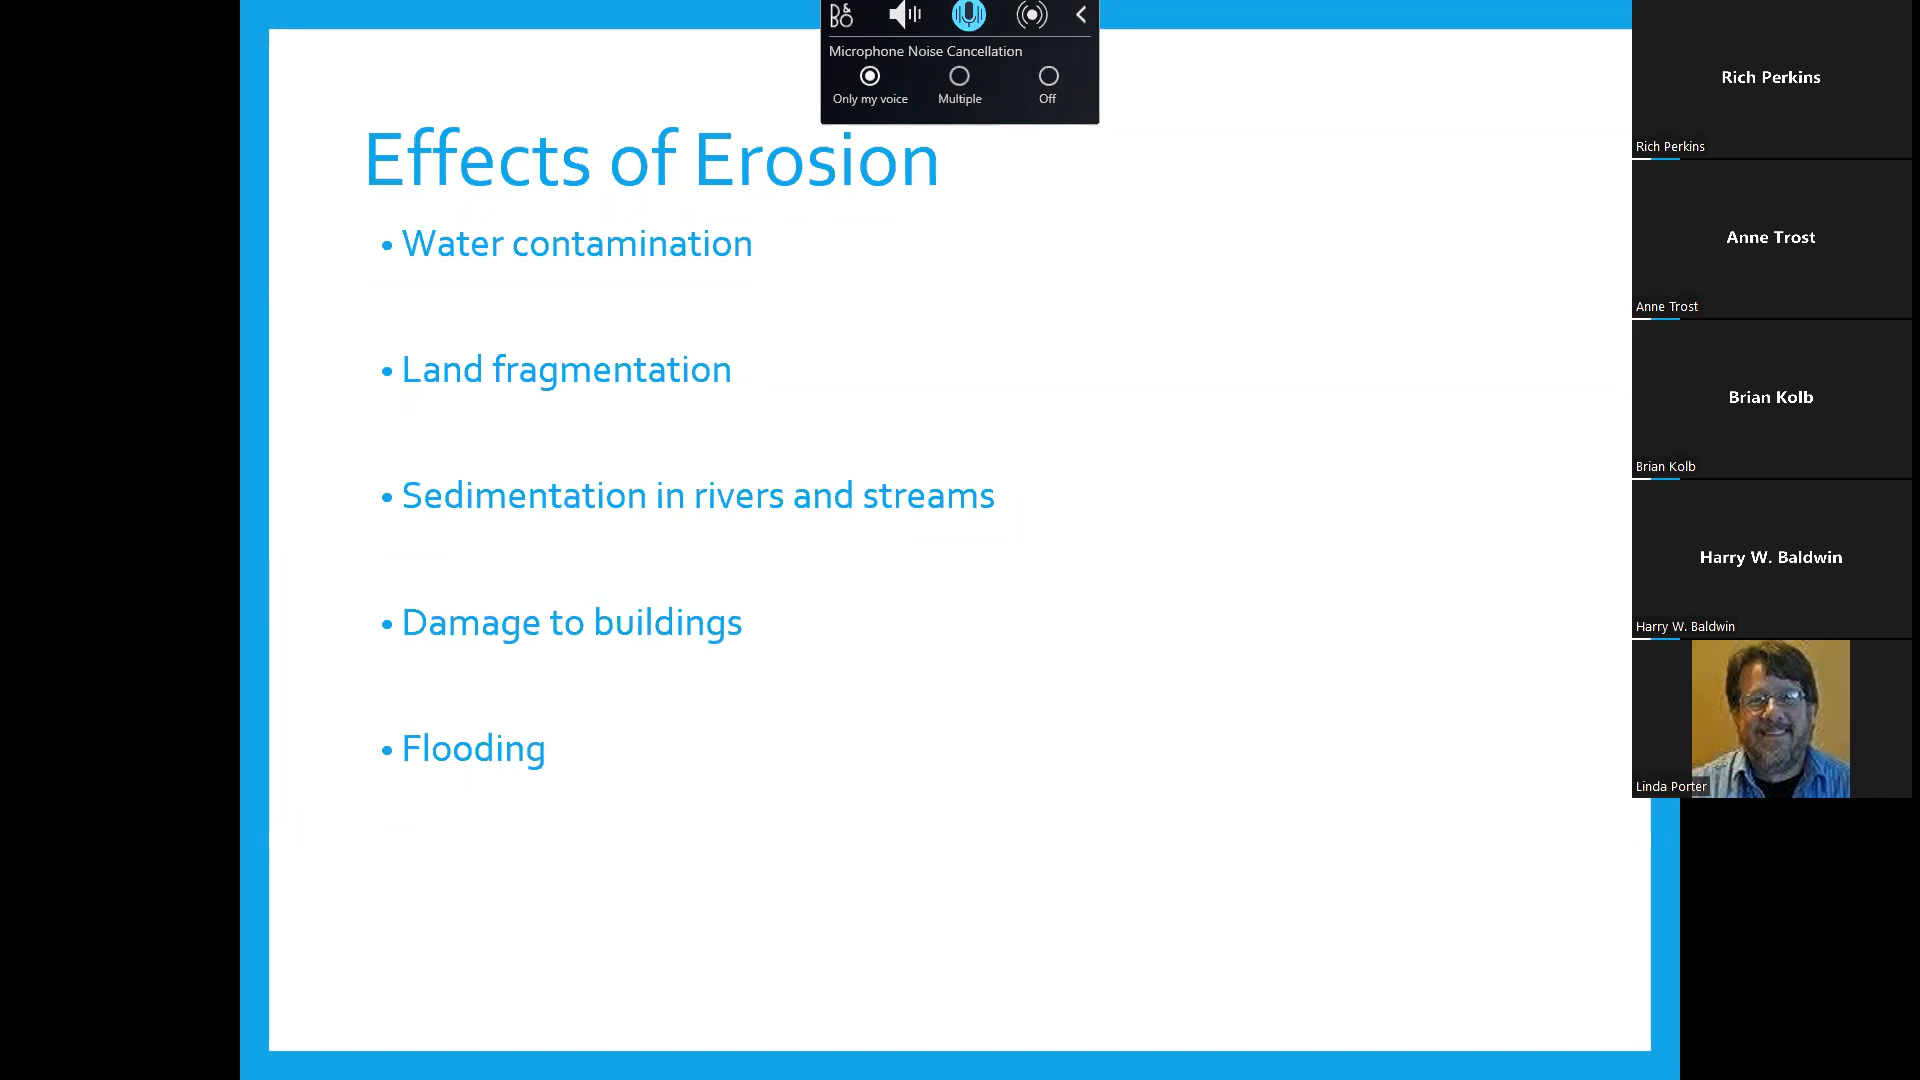 B&O
Microphone Noise Cancellation
Only my voice
Multiple
Off
Effects of Erosion
• Water contamination
• Land fragmentation
• Sedimentation in rivers and streams
• Damage to buildings
• Flooding
Rich Perkins
Rich Perkins
Anne Trost
Anne Trost
Brian Kolb
Brian Kolb
Harry W. Baldwin
Harry W. Baldwin
Linda Porter